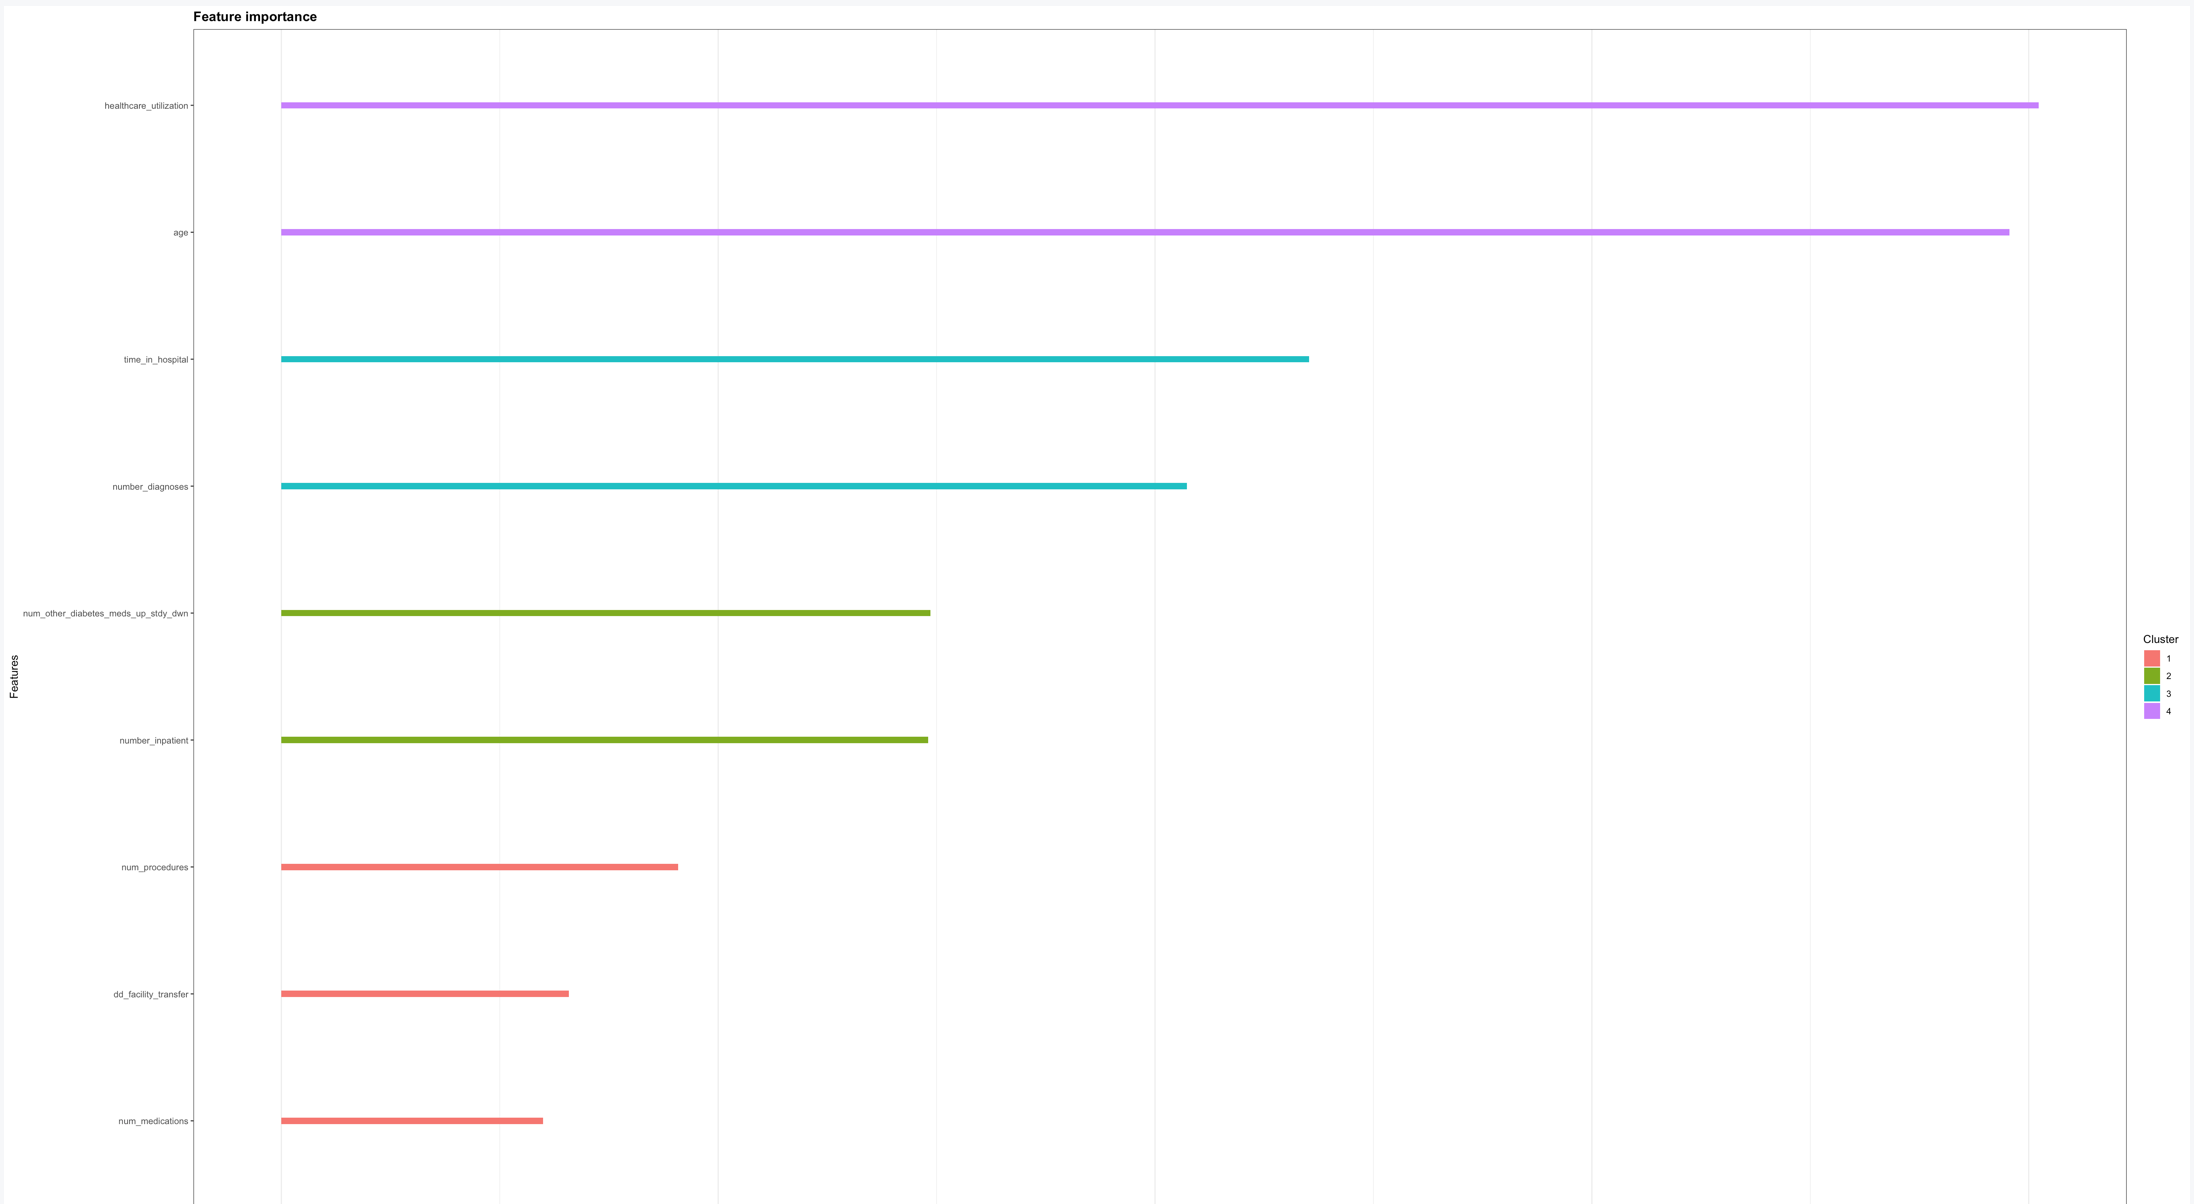 Feature importance
healthcare_utilization
age
time_in_hospital
number_diagnoses
num_other_diabetes_meds_up_stdy_dwn
Features
number_inpatient
num_procedures
dd_facility_transfer
num_medications
Cluster
1
2
3
4